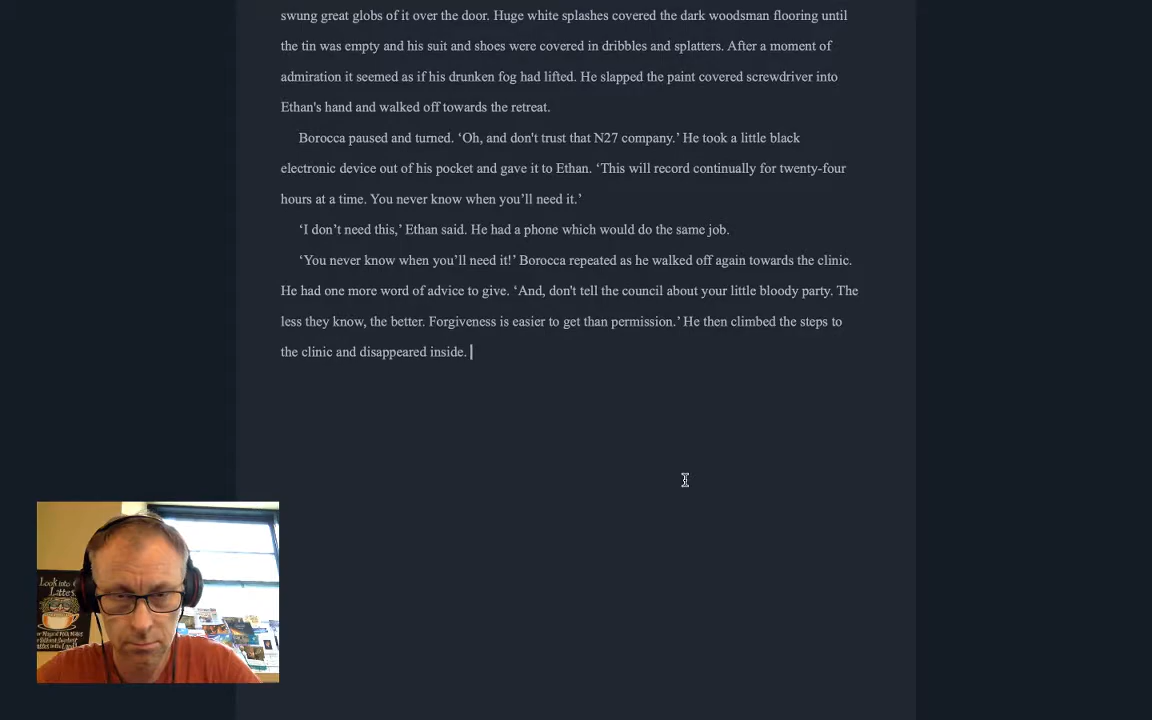 swung great globs of it over the door. Huge white splashes covered the dark woodsman flooring until
the tin was empty and his suit and shoes were covered in dribbles and splatters. After a moment of
admiration it seemed as if his drunken fog had lifted. He slapped the paint covered screwdriver into
Ethan's hand and walked off towards the retreat.
Borocca paused and turned. ‘Oh, and don't trust that N27 company.’ He took a little black
electronic device out of his pocket and gave it to Ethan. ‘This will record continually for twenty-four
hours at a time. You never know when you’ll need it.’
‘I don’t need this,’ Ethan said. He had a phone which would do the same job.
‘You never know when you’ll need it!’ Borocca repeated as he walked off again towards the clinic.
He had one more word of advice to give. ‘And, don't tell the council about your little bloody party. The
less they know, the better. Forgiveness is easier to get than permission.’ He then climbed the steps to
the clinic and disappeared inside.
Look into